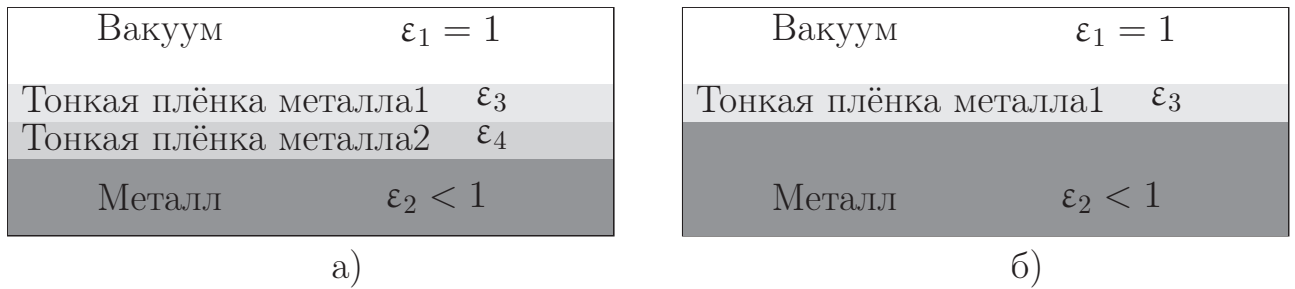 Вакуум ε₁ = 1
Тонкая плёнка металла1 ε₃
Тонкая плёнка металла2 ε₄
Металл ε₂ < 1
а)
Вакуум ε₁ = 1
Тонкая плёнка металла1 ε₃
Металл ε₂ < 1
б)